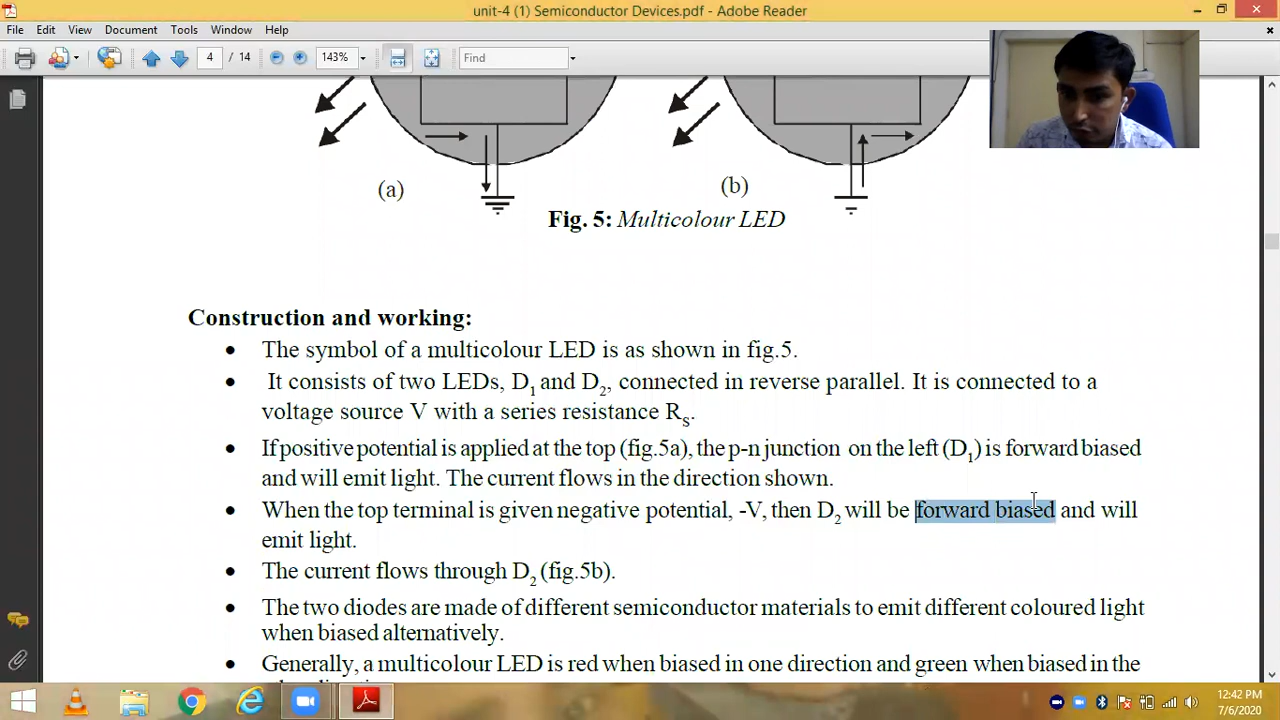 unit-4 (1) Semiconductor Devices.pdf - Adobe Reader
File Edit View Document Tools Window Help
4 / 14 143% Find
(a) (b)
Fig. 5: Multicolour LED
Construction and working:
• The symbol of a multicolour LED is as shown in fig.5.
• It consists of two LEDs, D1 and D2, connected in reverse parallel. It is connected to a
voltage source V with a series resistance RS.
• If positive potential is applied at the top (fig.5a), the p-n junction on the left (D1) is forward biased
and will emit light. The current flows in the direction shown.
• When the top terminal is given negative potential, -V, then D2 will be forward biased and will
emit light.
• The current flows through D2 (fig.5b).
• The two diodes are made of different semiconductor materials to emit different coloured light
when biased alternatively.
• Generally, a multicolour LED is red when biased in one direction and green when biased in the
12:42 PM
7/6/2020